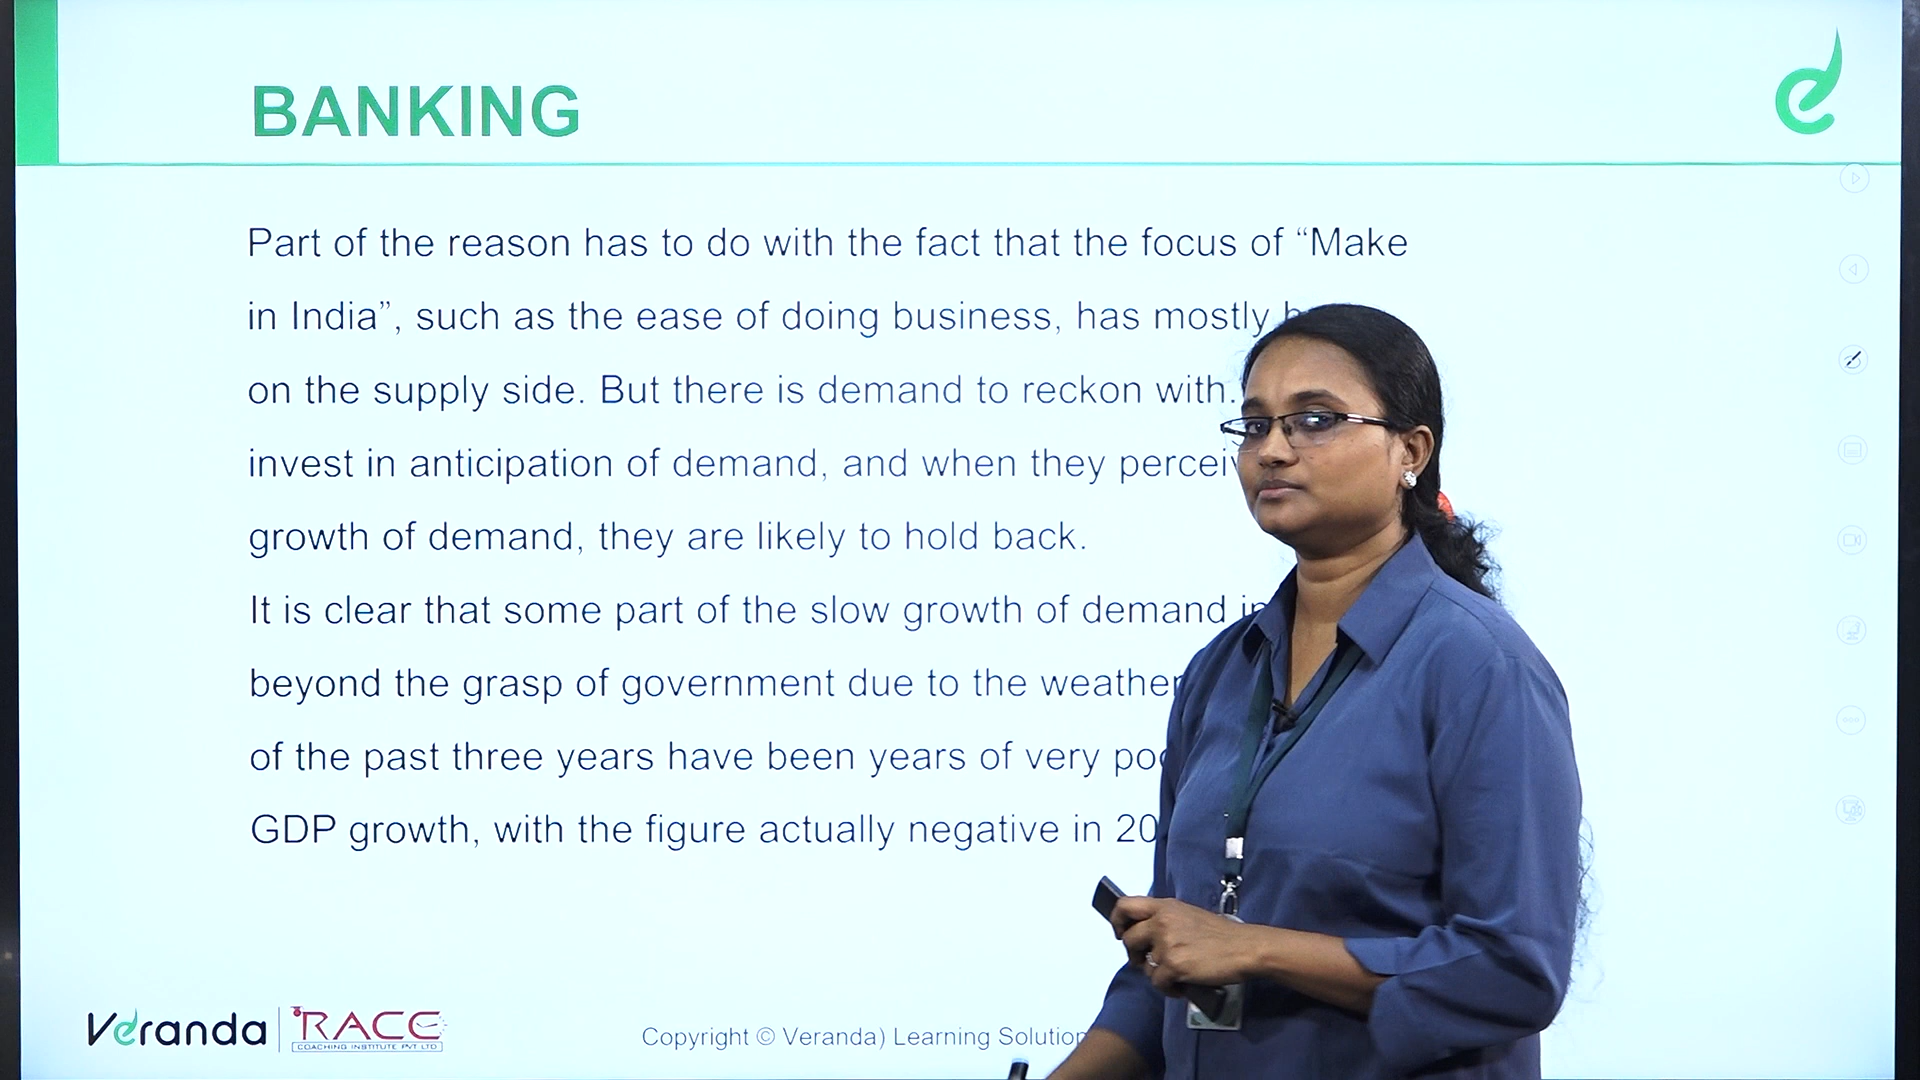 BANKING
Part of the reason has to do with the fact that the focus of “Make
in India”, such as the ease of doing business, has mostly
on the supply side. But there is demand to reckon with.
invest in anticipation of demand, and when they
growth of demand, they are likely to hold back.
It is clear that some part of the slow growth of demand
beyond the grasp of government due to the weather
of the past three years have been years of very
GDP growth, with the figure actually negative in
Veranda RACE
COACHING INSTITUTE PVT LTD
Copyright © Veranda) Learning